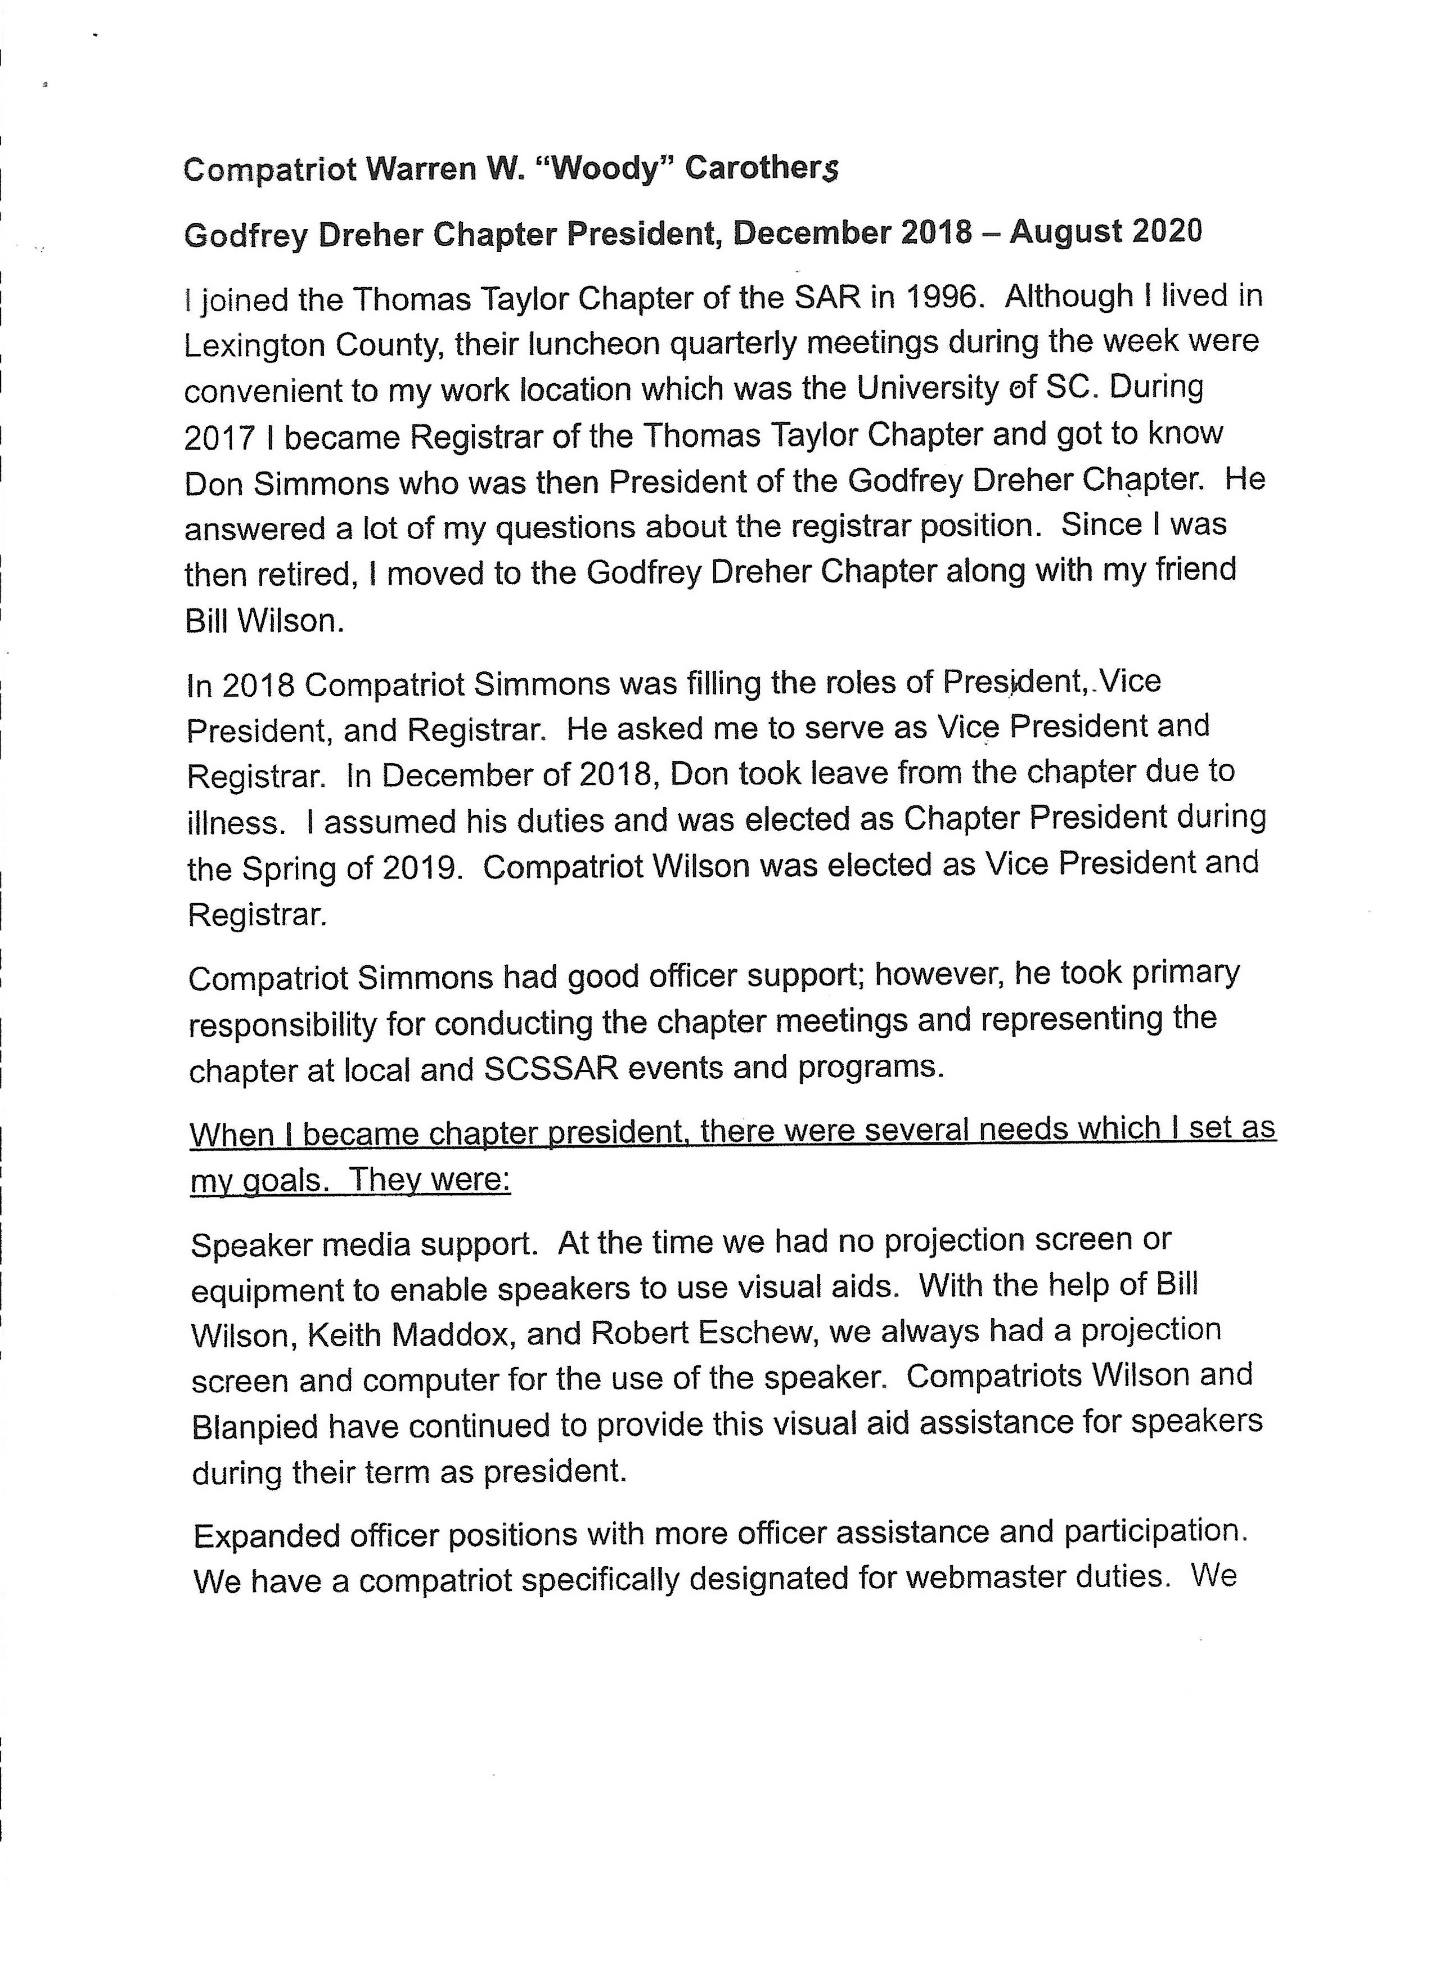 Compatriot Warren W. “Woody” Carothers
Godfrey Dreher Chapter President, December 2018 – August 2020
I joined the Thomas Taylor Chapter of the SAR in 1996.  Although I lived in
Lexington County, their luncheon quarterly meetings during the week were
convenient to my work location which was the University of SC. During
2017 I became Registrar of the Thomas Taylor Chapter and got to know
Don Simmons who was then President of the Godfrey Dreher Chapter.  He
answered a lot of my questions about the registrar position.  Since I was
then retired, I moved to the Godfrey Dreher Chapter along with my friend
Bill Wilson.
In 2018 Compatriot Simmons was filling the roles of President, Vice
President, and Registrar.  He asked me to serve as Vice President and
Registrar.  In December of 2018, Don took leave from the chapter due to
illness.  I assumed his duties and was elected as Chapter President during
the Spring of 2019.  Compatriot Wilson was elected as Vice President and
Registrar.
Compatriot Simmons had good officer support; however, he took primary
responsibility for conducting the chapter meetings and representing the
chapter at local and SCSSAR events and programs.
When I became chapter president, there were several needs which I set as
my goals.  They were:
Speaker media support.  At the time we had no projection screen or
equipment to enable speakers to use visual aids.  With the help of Bill
Wilson, Keith Maddox, and Robert Eschew, we always had a projection
screen and computer for the use of the speaker.  Compatriots Wilson and
Blanpied have continued to provide this visual aid assistance for speakers
during their term as president.
Expanded officer positions with more officer assistance and participation.
We have a compatriot specifically designated for webmaster duties.  We